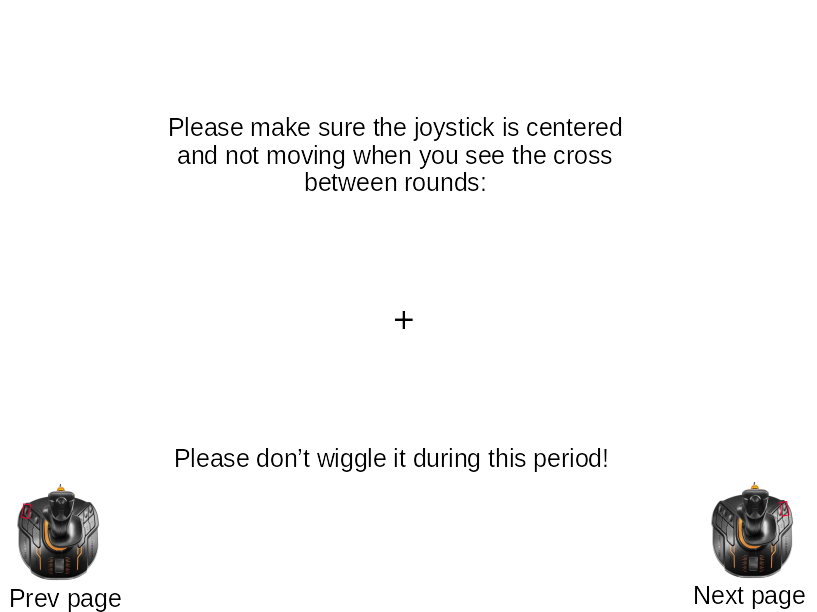 Please make sure the joystick is centered
and not moving when you see the cross
between rounds:
+
Please don’t wiggle it during this period!
Prev page
Next page